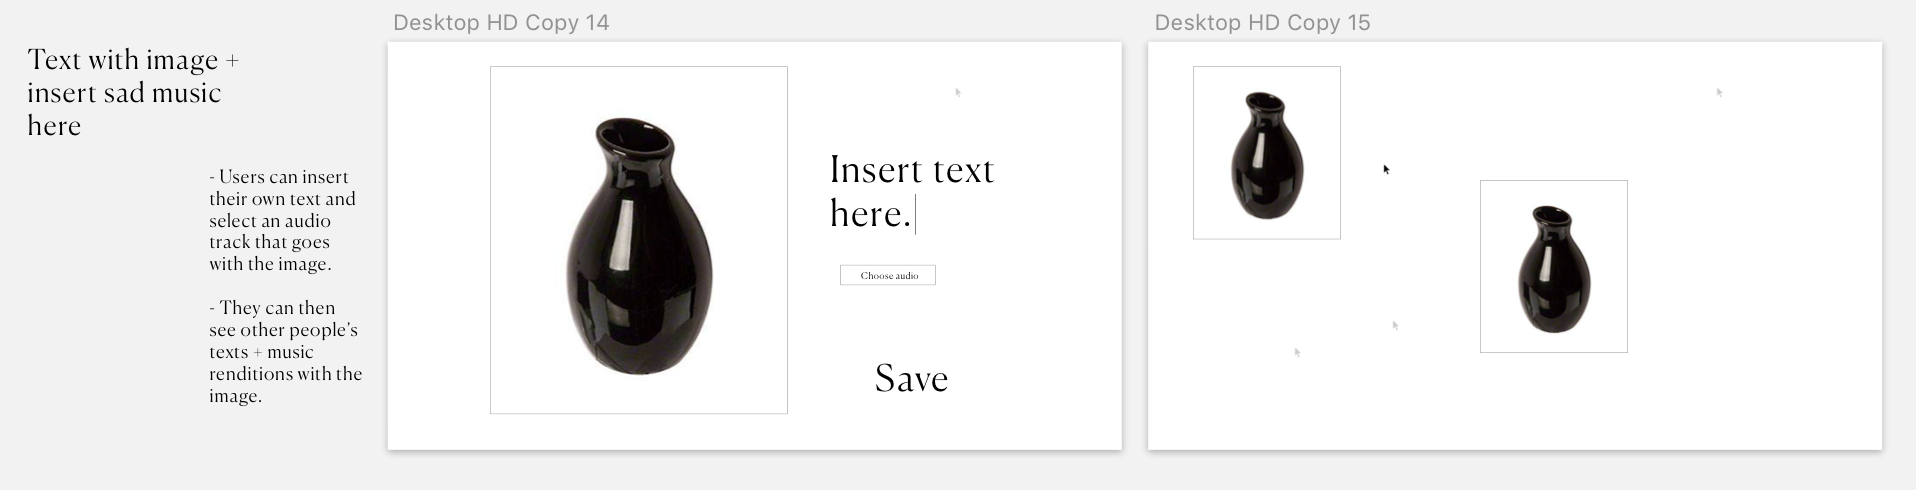 Desktop HD Copy 14
Desktop HD Copy 15
Text with image +
insert sad music
here
- Users can insert
their own text and
select an audio
track that goes
with the image.
- They can then
see other people's
texts + music
renditions with the
image.
Insert text
here.
Choose audio
Save